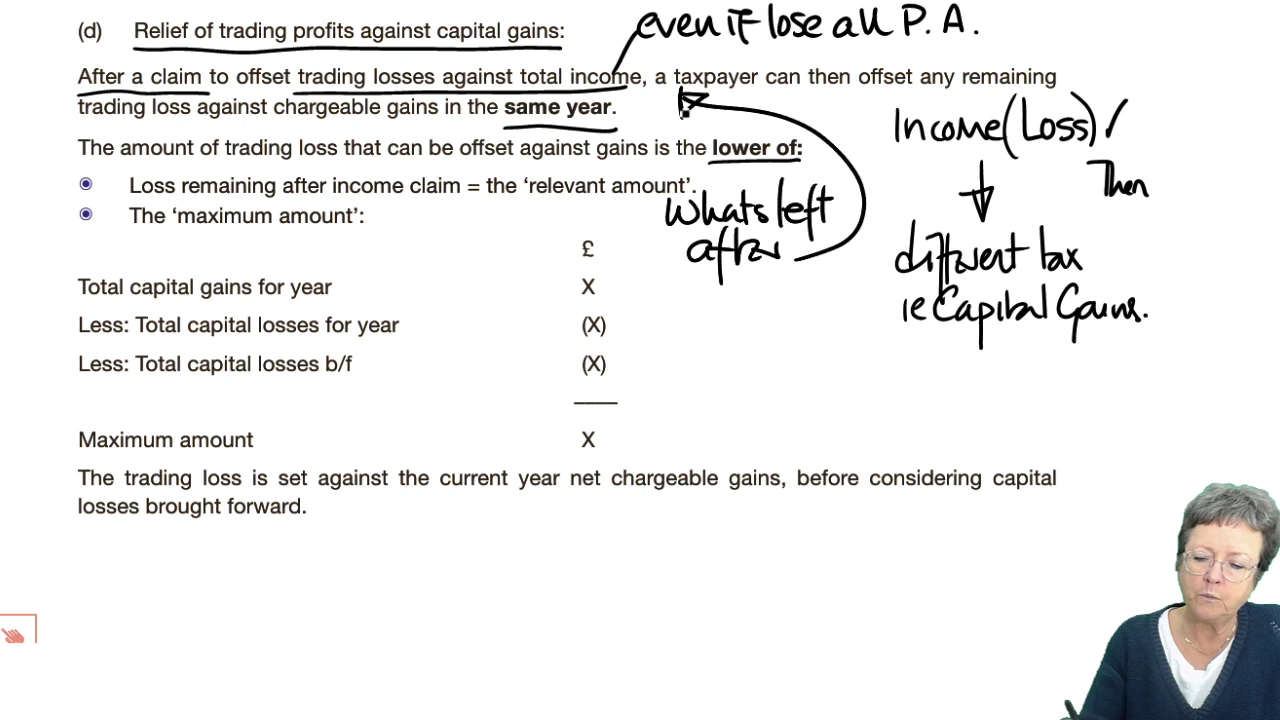 (d) Relief of trading profits against capital gains:
even if lose all P.A.
After a claim to offset trading losses against total income, a taxpayer can then offset any remaining
trading loss against chargeable gains in the same year.
Income (Loss) ✓
The amount of trading loss that can be offset against gains is the lower of:
Then
Loss remaining after income claim = the ‘relevant amount’.
The ‘maximum amount’:
Whats left
after
different tax
ie Capital Gains.
£
Total capital gains for year X
Less: Total capital losses for year (X)
Less: Total capital losses b/f (X)
Maximum amount X
The trading loss is set against the current year net chargeable gains, before considering capital
losses brought forward.